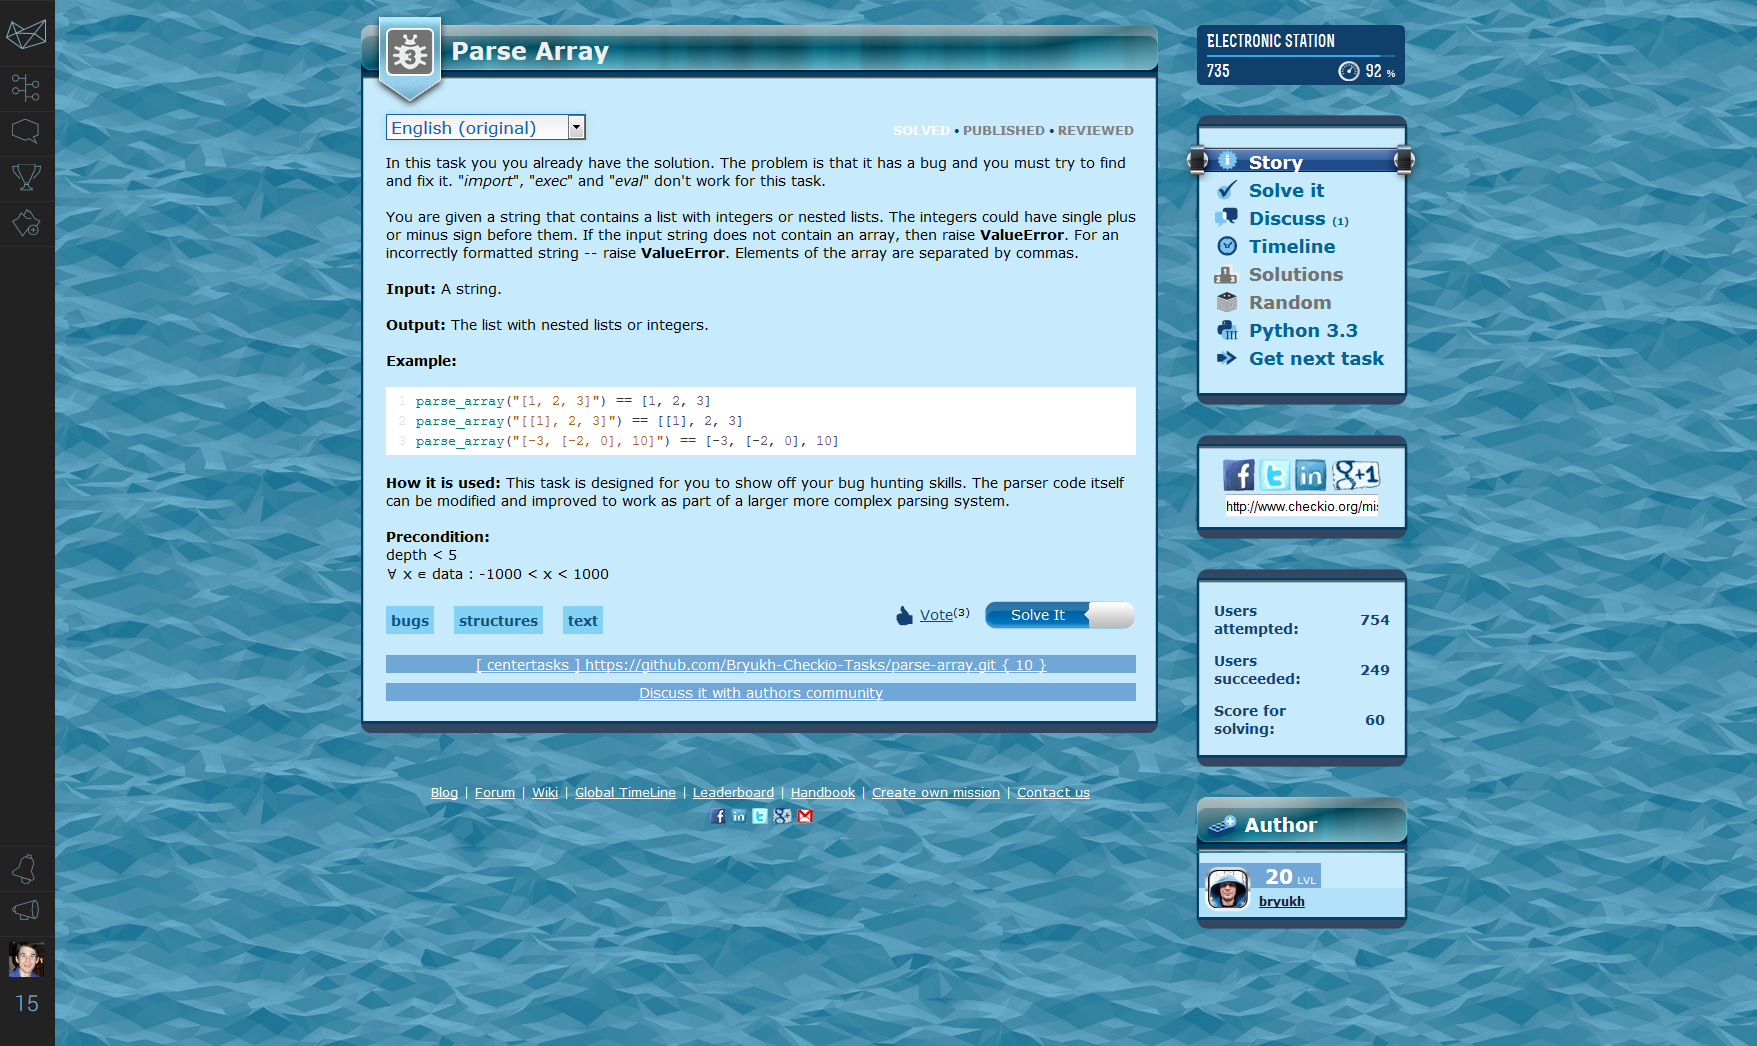 3
Parse Array
English (original)
SOLVED • PUBLISHED • REVIEWED
In this task you you already have the solution. The problem is that it has a bug and you must try to find
and fix it. "import", "exec" and "eval" don't work for this task.
You are given a string that contains a list with integers or nested lists. The integers could have single plus
or minus sign before them. If the input string does not contain an array, then raise ValueError. For an
incorrectly formatted string -- raise ValueError. Elements of the array are separated by commas.
Input: A string.
Output: The list with nested lists or integers.
Example:
1 parse_array("[1, 2, 3]") == [1, 2, 3]
2 parse_array("[[1], 2, 3]") == [[1], 2, 3]
3 parse_array("[-3, [-2, 0], 10]") == [-3, [-2, 0], 10]
How it is used: This task is designed for you to show off your bug hunting skills. The parser code itself
can be modified and improved to work as part of a larger more complex parsing system.
Precondition:
depth < 5
∀ x ∊ data : -1000 < x < 1000
bugs structures text
Vote(3) Solve It
[ centertasks ] https://github.com/Bryukh-Checkio-Tasks/parse-array.git { 10 }
Discuss it with authors community
Blog | Forum | Wiki | Global TimeLine | Leaderboard | Handbook | Create own mission | Contact us
ELECTRONIC STATION
735 92 %
Story
Solve it
Discuss (1)
Timeline
Solutions
Random
Python 3.3
Get next task
http://www.checkio.org/mis
Users
attempted: 754
Users
succeeded: 249
Score for
solving: 60
Author
20 LVL
bryukh
15